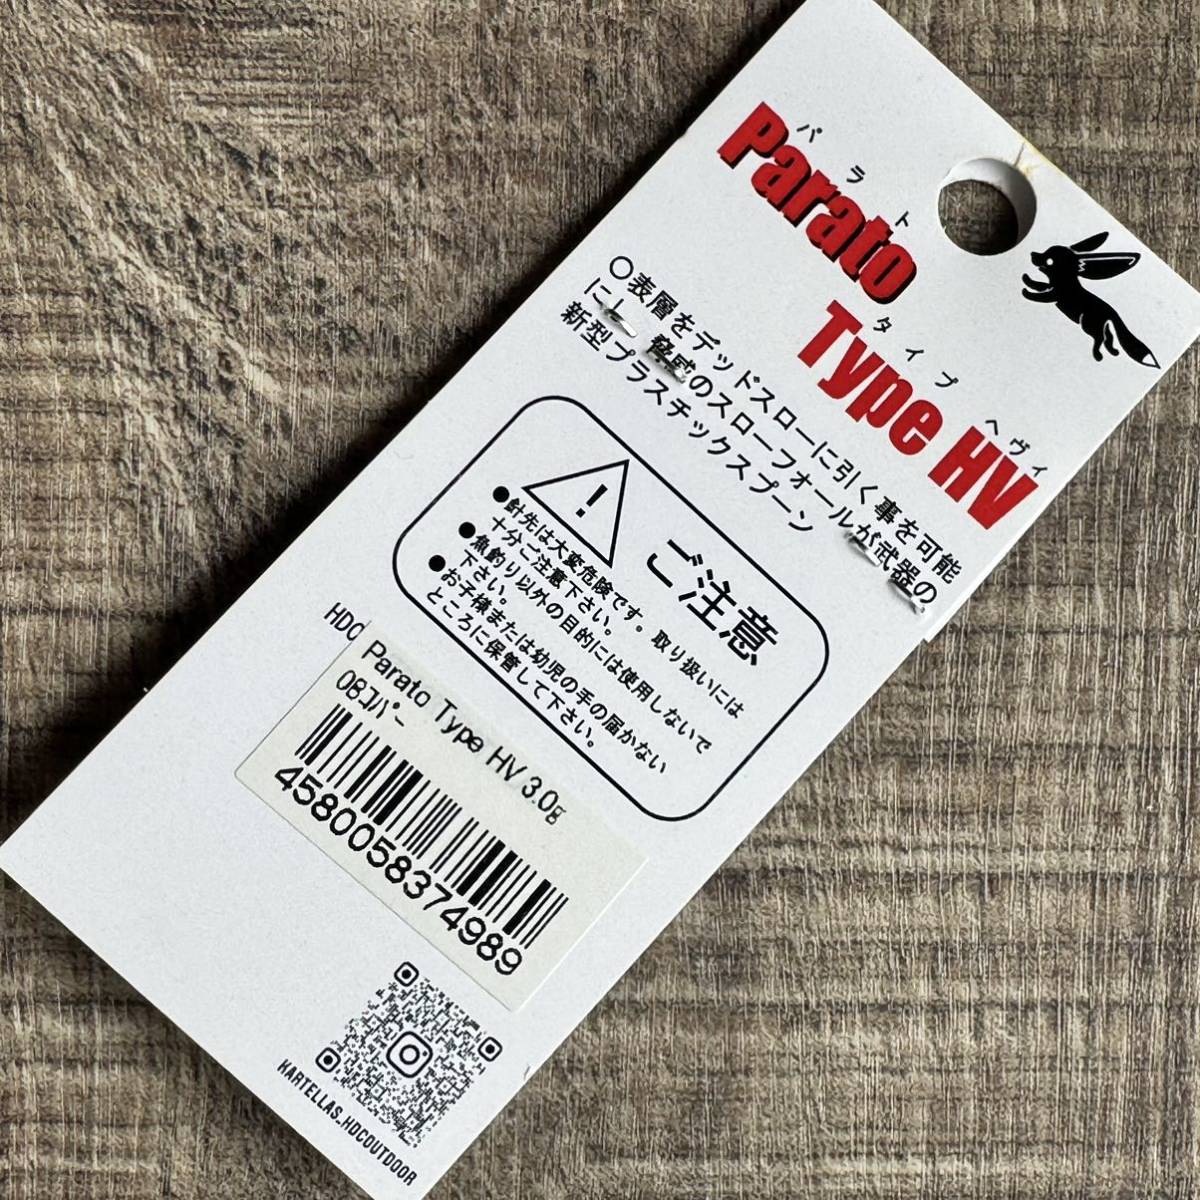 パラト
Parato
タイプ ヘヴィ
Type HV
○表層をデッドスローに引く事を可能
にし、脅威のスローフォールが武器の
新型プラスチックスプーン
ご注意
●針先は大変危険です。取り扱いには
十分ご注意下さい。
●魚釣り以外の目的には使用しないで
下さい。
●お子様または幼児の手の届かない
ところに保管して下さい。
HDC
Parato Type HV 3.0g
08コパー
4580058374989
KARTELLAS_HDCOUTDOOR